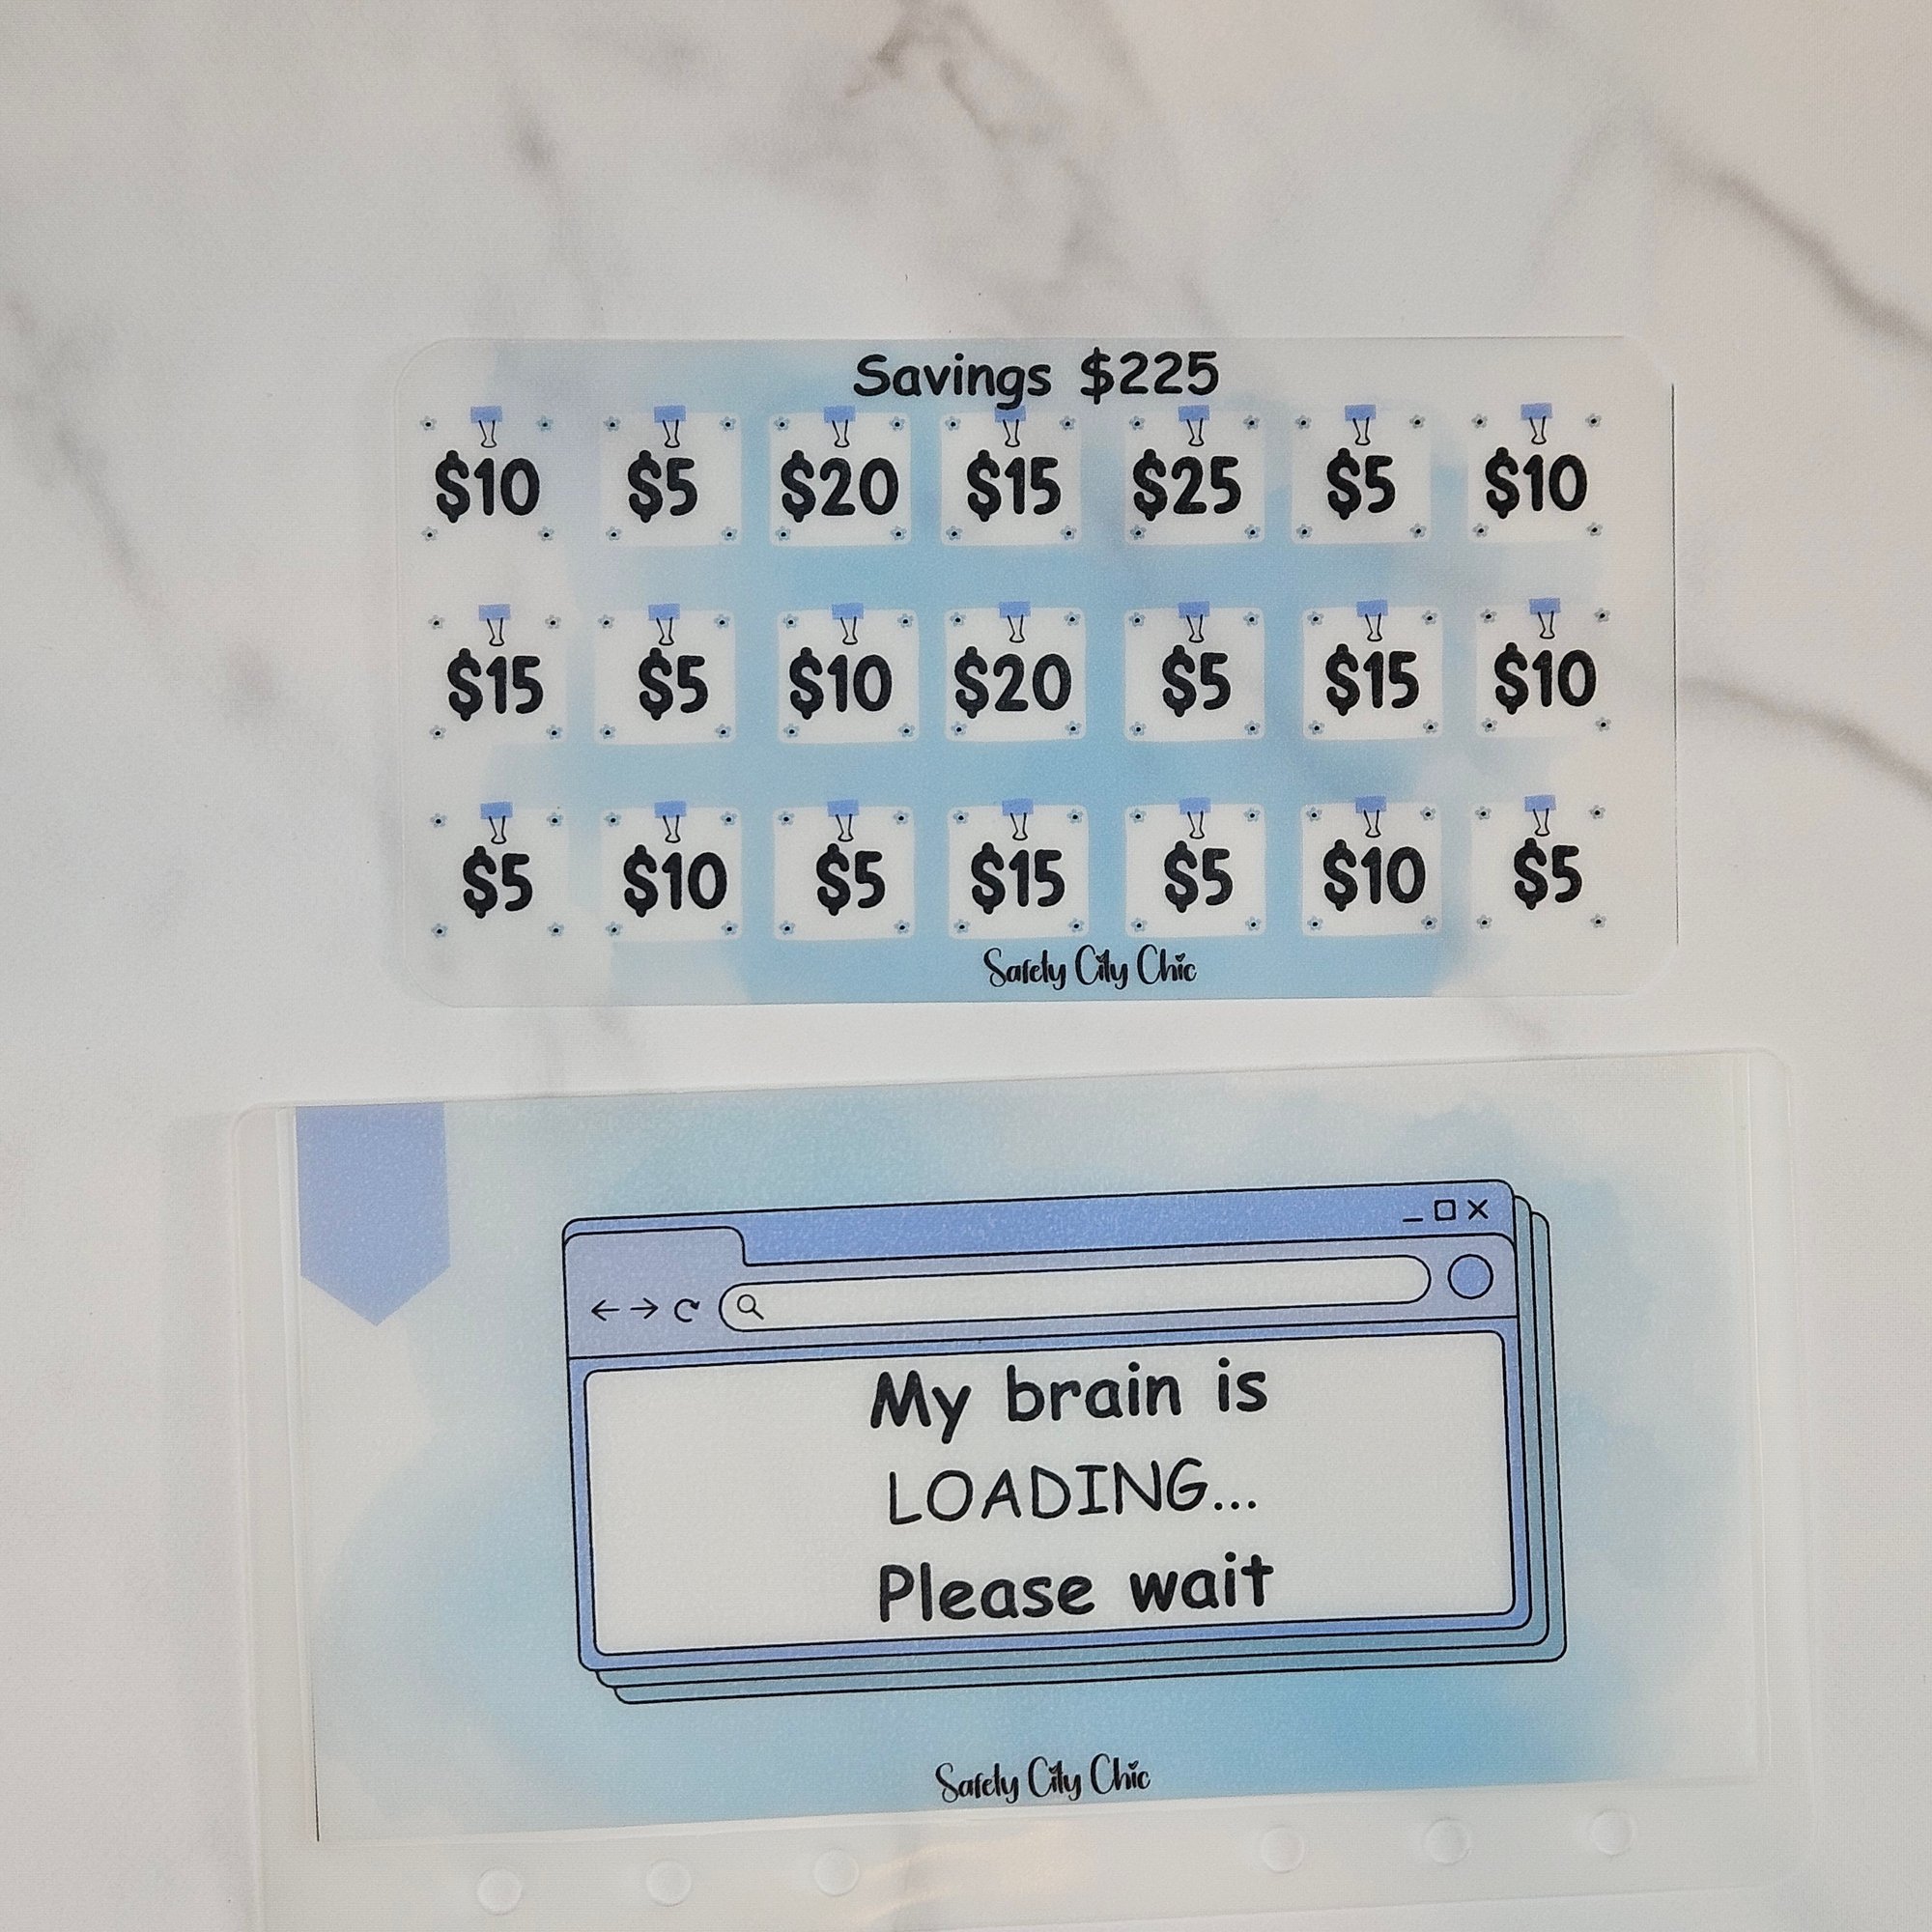 Savings $225
$10 $5 $20 $15 $25 $5 $10
$15 $5 $10 $20 $5 $15 $10
$5 $10 $5 $15 $5 $10 $5
Safely City Chic
My brain is
LOADING...
Please wait
Safely City Chic